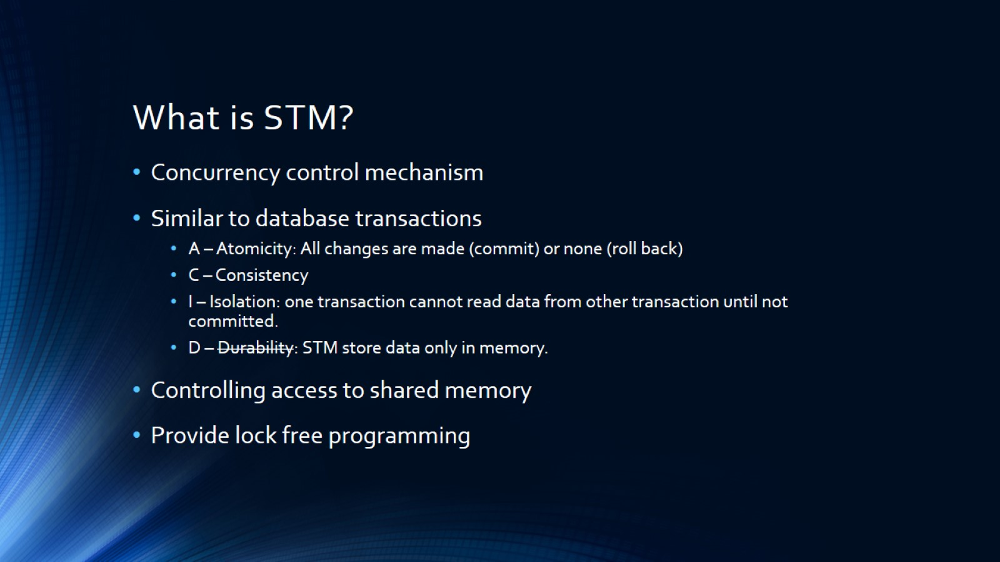 What is STM?
• Concurrency control mechanism
• Similar to database transactions
• A – Atomicity: All changes are made (commit) or none (roll back)
• C – Consistency
• I – Isolation: one transaction cannot read data from other transaction until not
committed.
• D – Durability: STM store data only in memory.
• Controlling access to shared memory
• Provide lock free programming